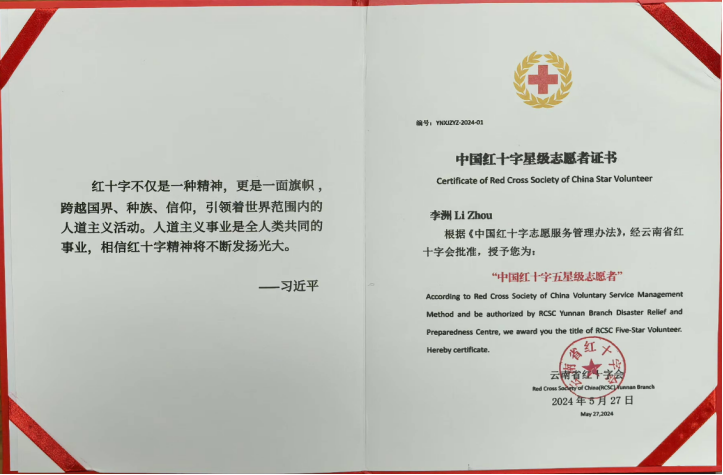 红十字不仅是一种精神，更是一面旗帜，
跨越国界、种族、信仰，引领着世界范围内的
人道主义活动。人道主义事业是全人类共同的
事业，相信红十字精神将不断发扬光大。
——习近平
编号：YNXJZYZ-2024-01
中国红十字星级志愿者证书
Certificate of Red Cross Society of China Star Volunteer
李洲 Li Zhou
根据《中国红十字志愿服务管理办法》，经云南省红
十字会批准，授予您为：
“中国红十字五星级志愿者”
According to Red Cross Society of China Voluntary Service Management
Method and be authorized by RCSC Yunnan Branch Disaster Relief and
Preparedness Centre, we award you the title of RCSC Five-Star Volunteer.
Hereby certificate.
云南省红十字会
云南省红十字会
Red Cross Society of China(RCSC) Yunnan Branch
2024 年 5 月 27 日
May 27,2024